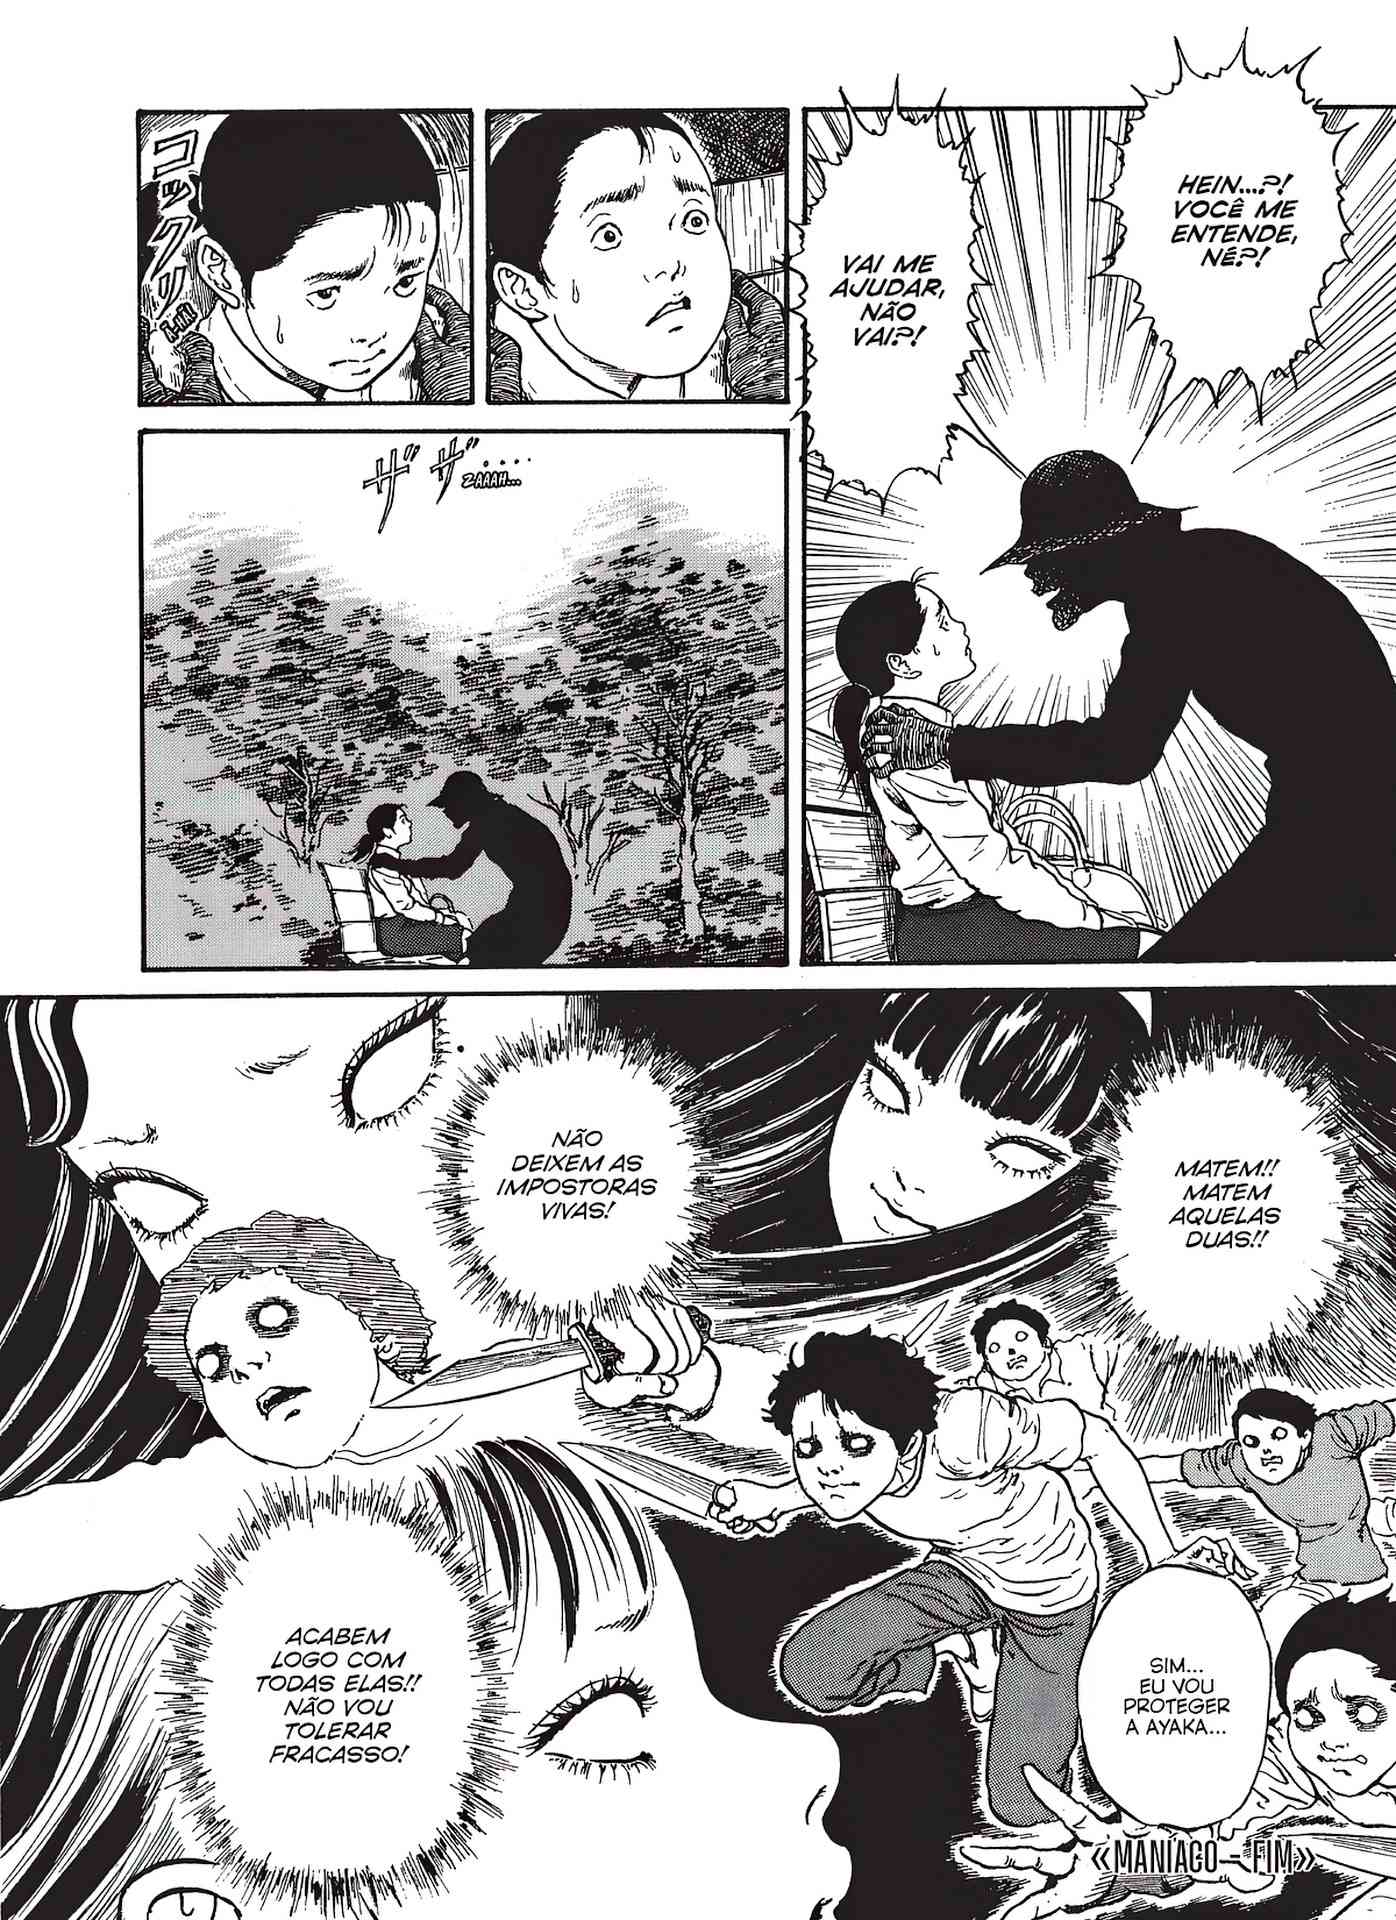 HEIN...?!
VOCÊ ME
ENTENDE,
NÉ?!
VAI ME
AJUDAR,
NÃO
VAI?!
コックッ
ザザ....
ZAAAH...
MATEM!!
MATEM
AQUELAS
DUAS!!
NÃO
DEIXEM AS
IMPOSTORAS
VIVAS!
ACABEM
LOGO COM
TODAS ELAS!!
NÃO VOU
TOLERAR
FRACASSO!
SIM...
EU VOU
PROTEGER
A AYAKA...
«MANÍACO - FIM»